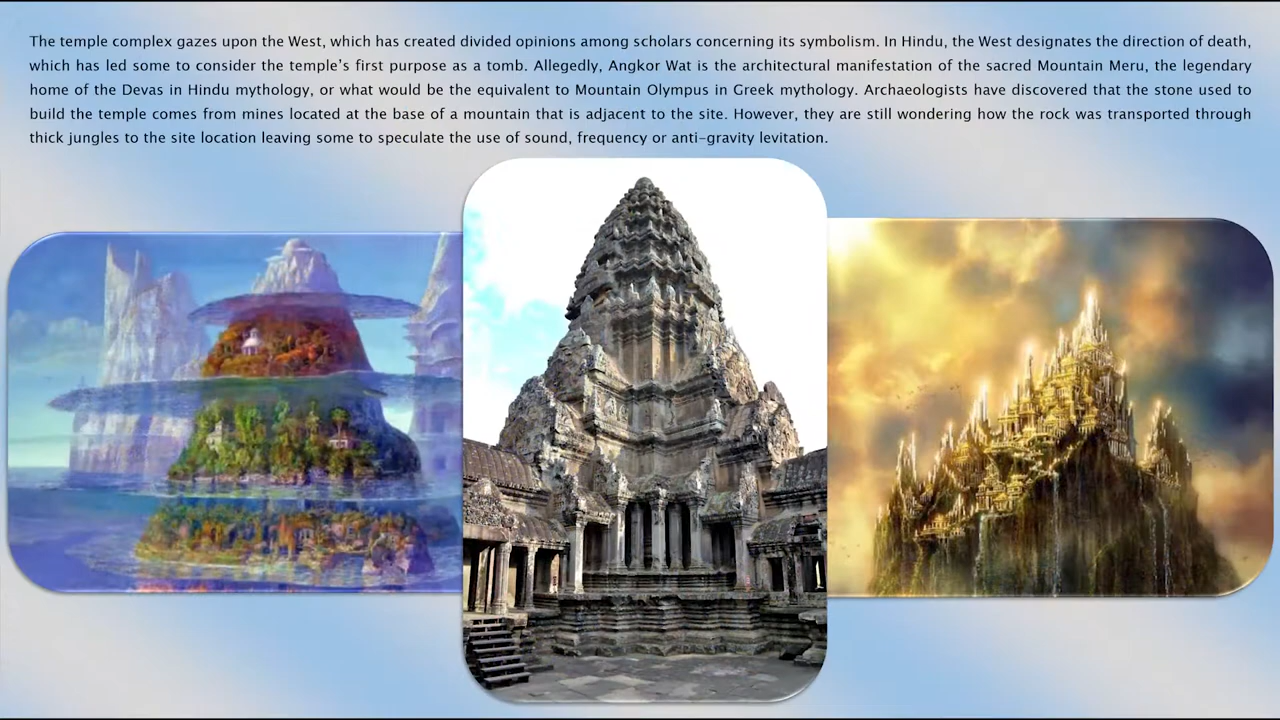 The temple complex gazes upon the West, which has created divided opinions among scholars concerning its symbolism. In Hindu, the West designates the direction of death,
which has led some to consider the temple's first purpose as a tomb. Allegedly, Angkor Wat is the architectural manifestation of the sacred Mountain Meru, the legendary
home of the Devas in Hindu mythology, or what would be the equivalent to Mountain Olympus in Greek mythology. Archaeologists have discovered that the stone used to
build the temple comes from mines located at the base of a mountain that is adjacent to the site. However, they are still wondering how the rock was transported through
thick jungles to the site location leaving some to speculate the use of sound, frequency or anti-gravity levitation.